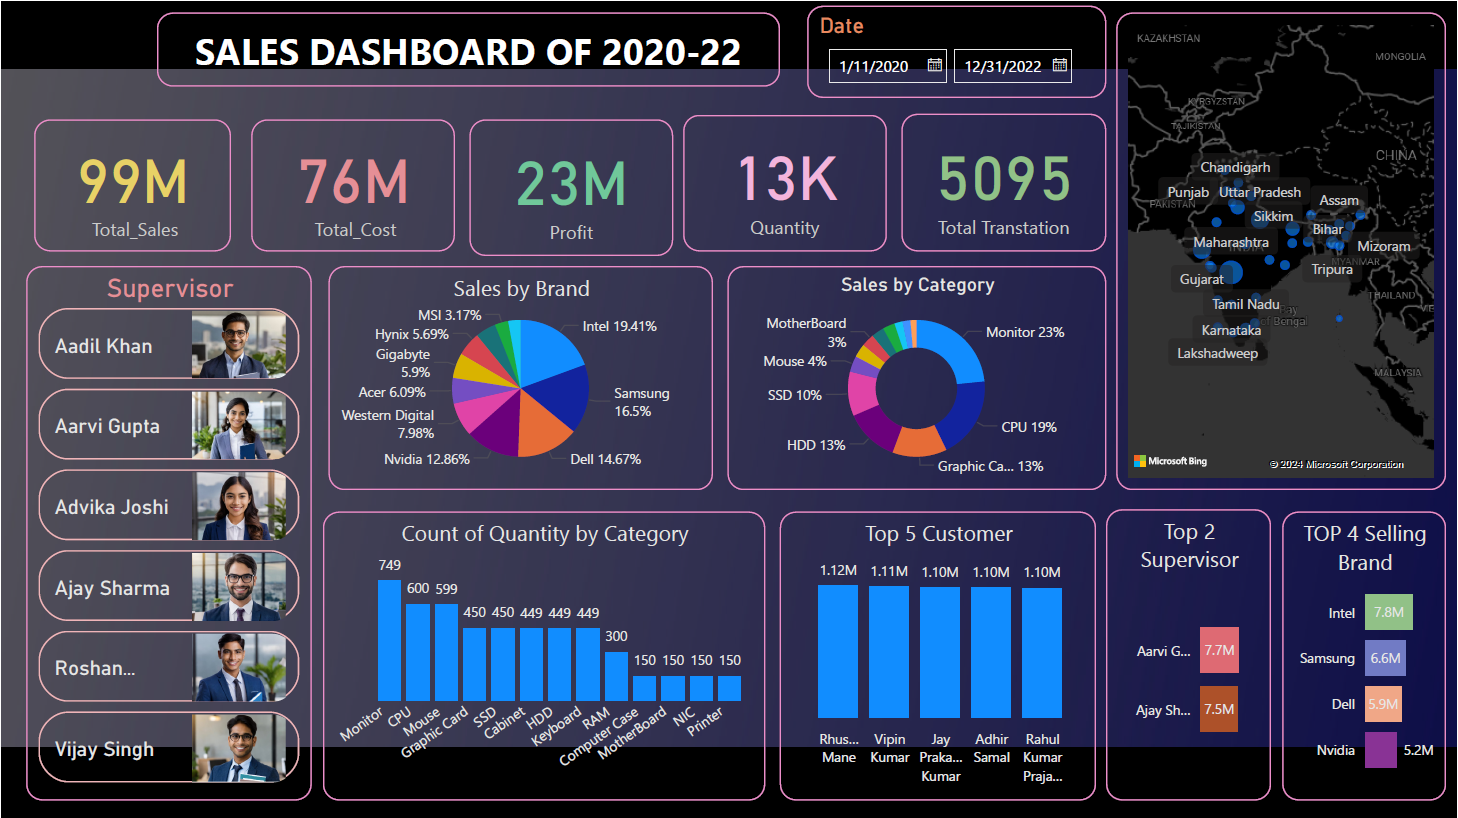 SALES DASHBOARD OF 2020-22
Date
1/11/2020
12/31/2022
99M
Total_Sales
76M
Total_Cost
23M
Profit
13K
Quantity
5095
Total Transtation
KAZAKHSTAN
MONGOLIA
KYRGYZSTAN
TAJIKISTAN
CHINA
Chandigarh
Punjab
Uttar Pradesh
PAKISTAN
Assam
Sikkim
Bihar
Maharashtra
Mizoram
MYANMAR
Tripura
Gujarat
THAILAND
Tamil Nadu
Bay
of Bengal
Karnataka
Lakshadweep
MALAYSIA
Microsoft Bing
© 2024 Microsoft Corporation
Supervisor
Aadil Khan
Aarvi Gupta
Advika Joshi
Ajay Sharma
Roshan...
Vijay Singh
Sales by Brand
MSI 3.17%
Hynix 5.69%
Gigabyte
5.9%
Acer 6.09%
Western Digital
7.98%
Nvidia 12.86%
Intel 19.41%
Samsung
16.5%
Dell 14.67%
Sales by Category
MotherBoard
3%
Mouse 4%
SSD 10%
HDD 13%
Monitor 23%
CPU 19%
Graphic Ca... 13%
Count of Quantity by Category
749
600
599
450
450
449
449
449
300
150
150
150
150
Monitor
CPU
Mouse
Graphic Card
SSD
Cabinet
HDD
Keyboard
RAM
Computer Case
MotherBoard
NIC
Printer
Top 5 Customer
1.12M
1.11M
1.10M
1.10M
1.10M
Rhus...
Mane
Vipin
Kumar
Jay
Praka...
Kumar
Adhir
Samal
Rahul
Kumar
Praja...
Top 2
Supervisor
Aarvi G...
7.7M
Ajay Sh...
7.5M
TOP 4 Selling
Brand
Intel
7.8M
Samsung
6.6M
Dell
5.9M
Nvidia
5.2M